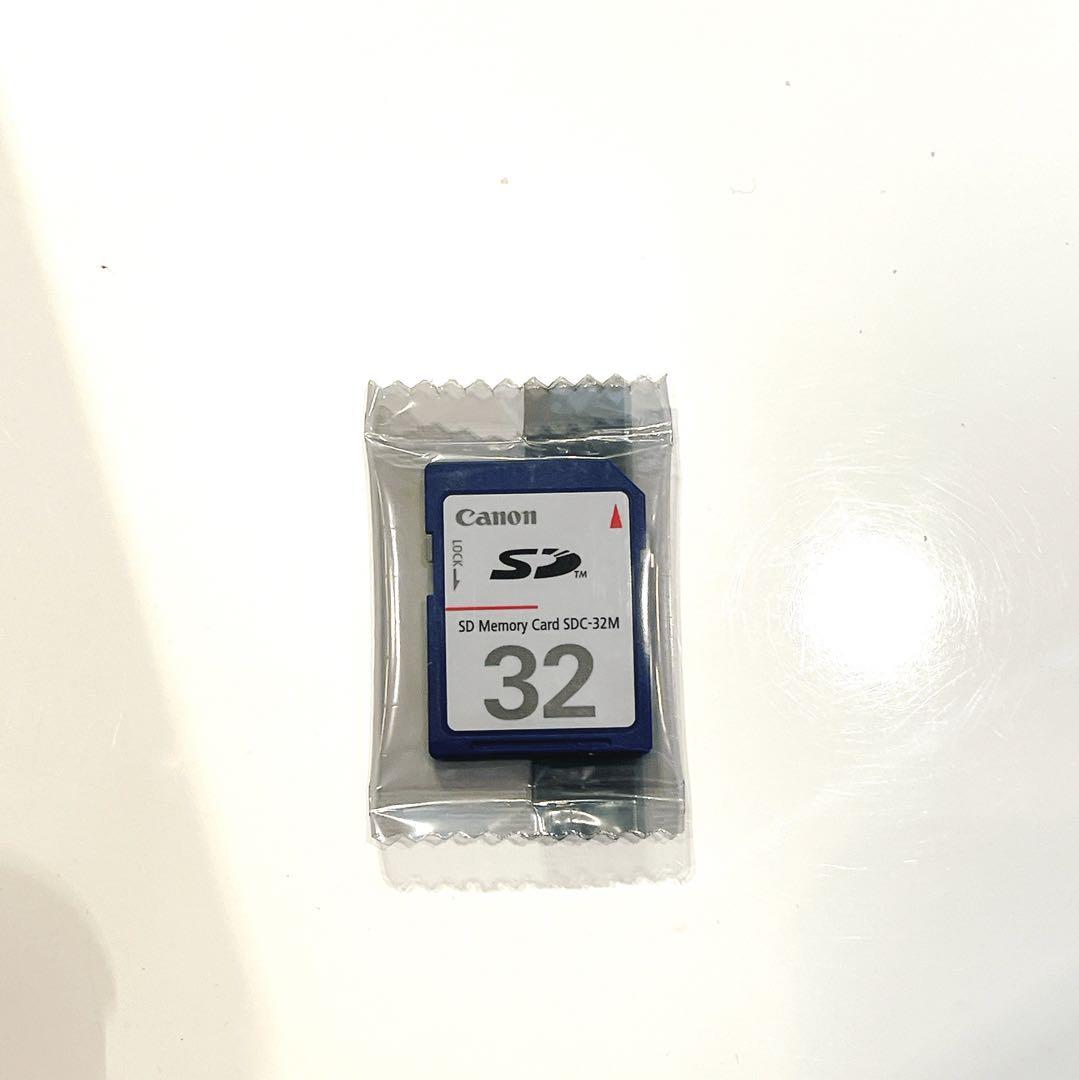 Canon
LOCK
SD™
SD Memory Card SDC-32M
32